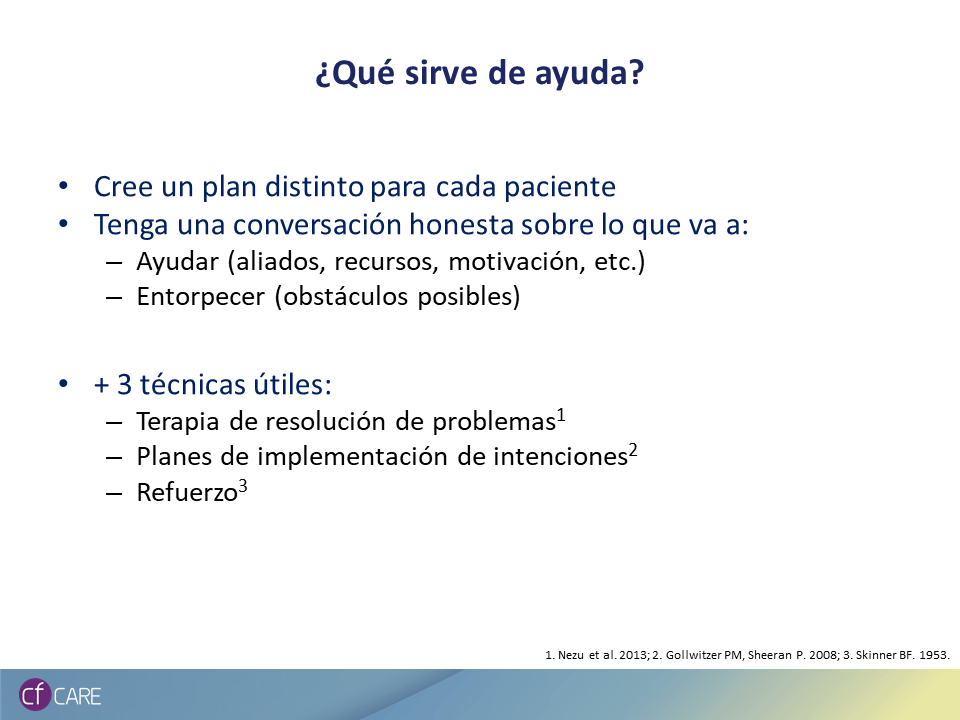 ¿Qué sirve de ayuda?
• Cree un plan distinto para cada paciente
• Tenga una conversación honesta sobre lo que va a:
– Ayudar (aliados, recursos, motivación, etc.)
– Entorpecer (obstáculos posibles)
• + 3 técnicas útiles:
– Terapia de resolución de problemas1
– Planes de implementación de intenciones2
– Refuerzo3
1. Nezu et al. 2013; 2. Gollwitzer PM, Sheeran P. 2008; 3. Skinner BF. 1953.
cf CARE